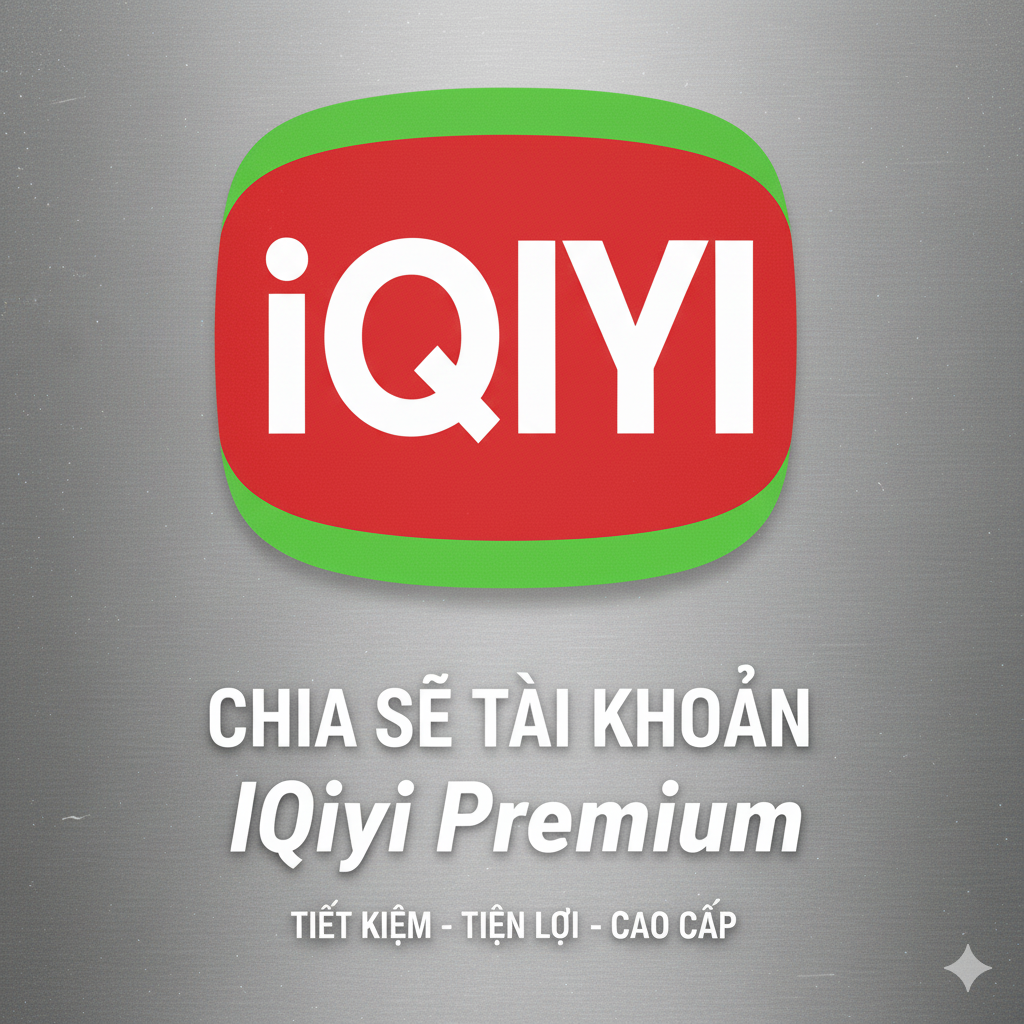 iQIYI
CHIA SẼ TÀI KHOẢN
IQiyi Premium
TIẾT KIỆM - TIỆN LỢI - CAO CẤP